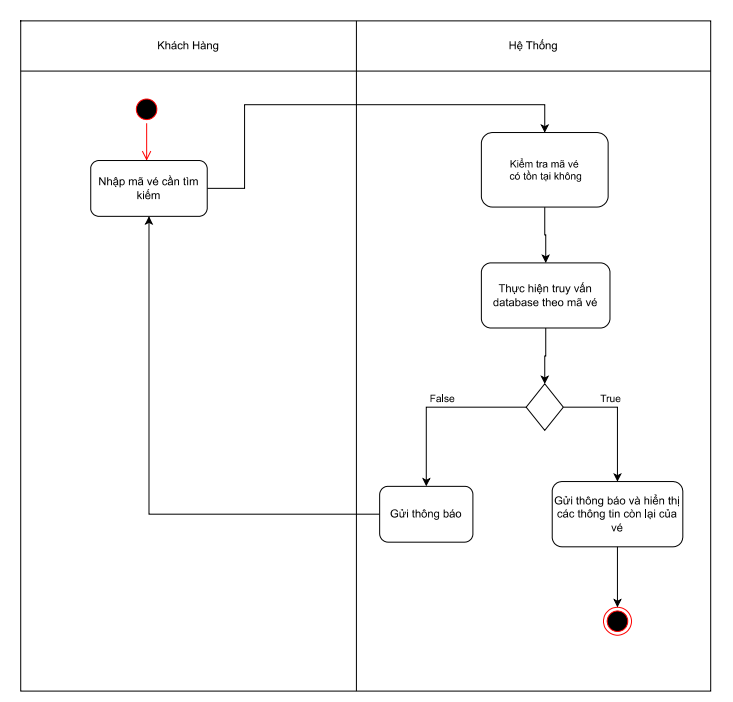 Khách Hàng
Hệ Thống
Nhập mã vé cần tìm
kiếm
Kiểm tra mã vé
có tồn tại không
Thực hiện truy vấn
database theo mã vé
False
True
Gửi thông báo
Gửi thông báo và hiển thị
các thông tin còn lại của
vé